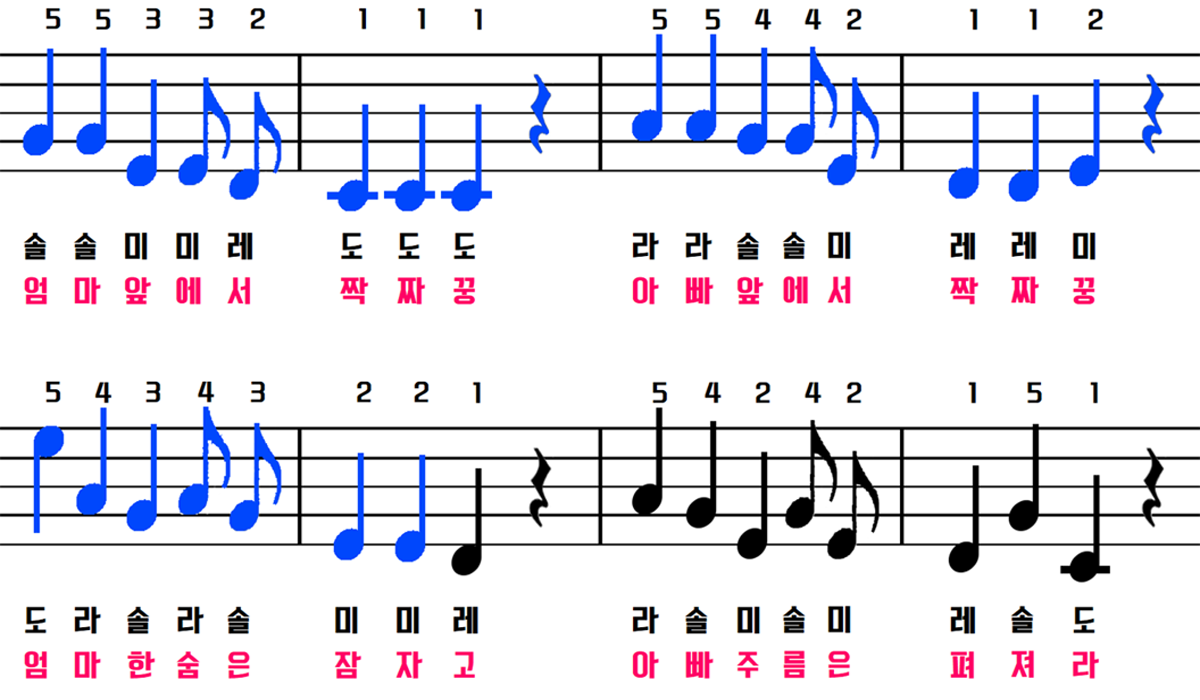 5 5 3 3 2 1 1 1 5 5 4 4 2 1 1 2
솔 솔 미 미 레 도 도 도 라 라 솔 솔 미 레 레 미
엄 마 앞 에 서 짝 짜 꿍 아 빠 앞 에 서 짝 짜 꿍
5 4 3 4 3 2 2 1 5 4 2 4 2 1 5 1
도 라 솔 라 솔 미 미 레 라 솔 미 솔 미 레 솔 도
엄 마 한 숨 은 잠 자 고 아 빠 주 름 은 펴 져 라